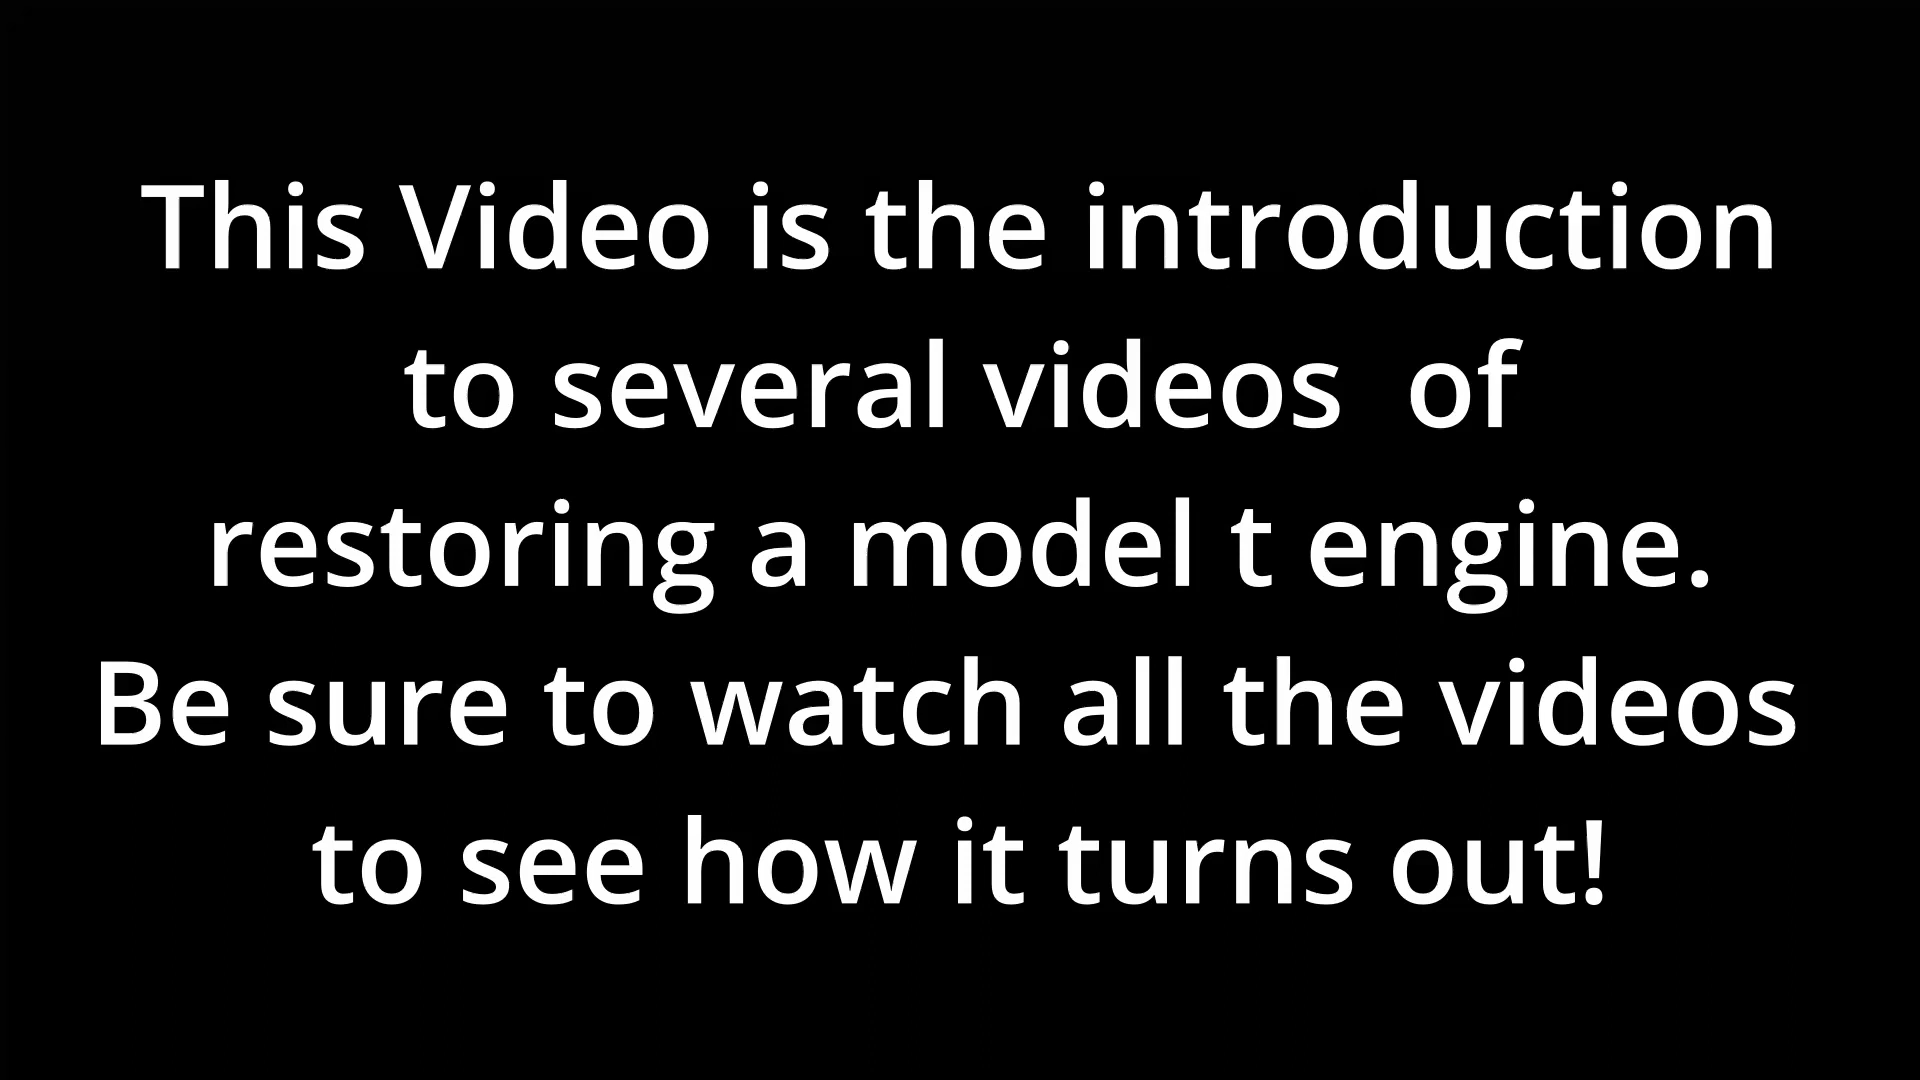 This Video is the introduction
to several videos  of
restoring a model t engine.
Be sure to watch all the videos
to see how it turns out!